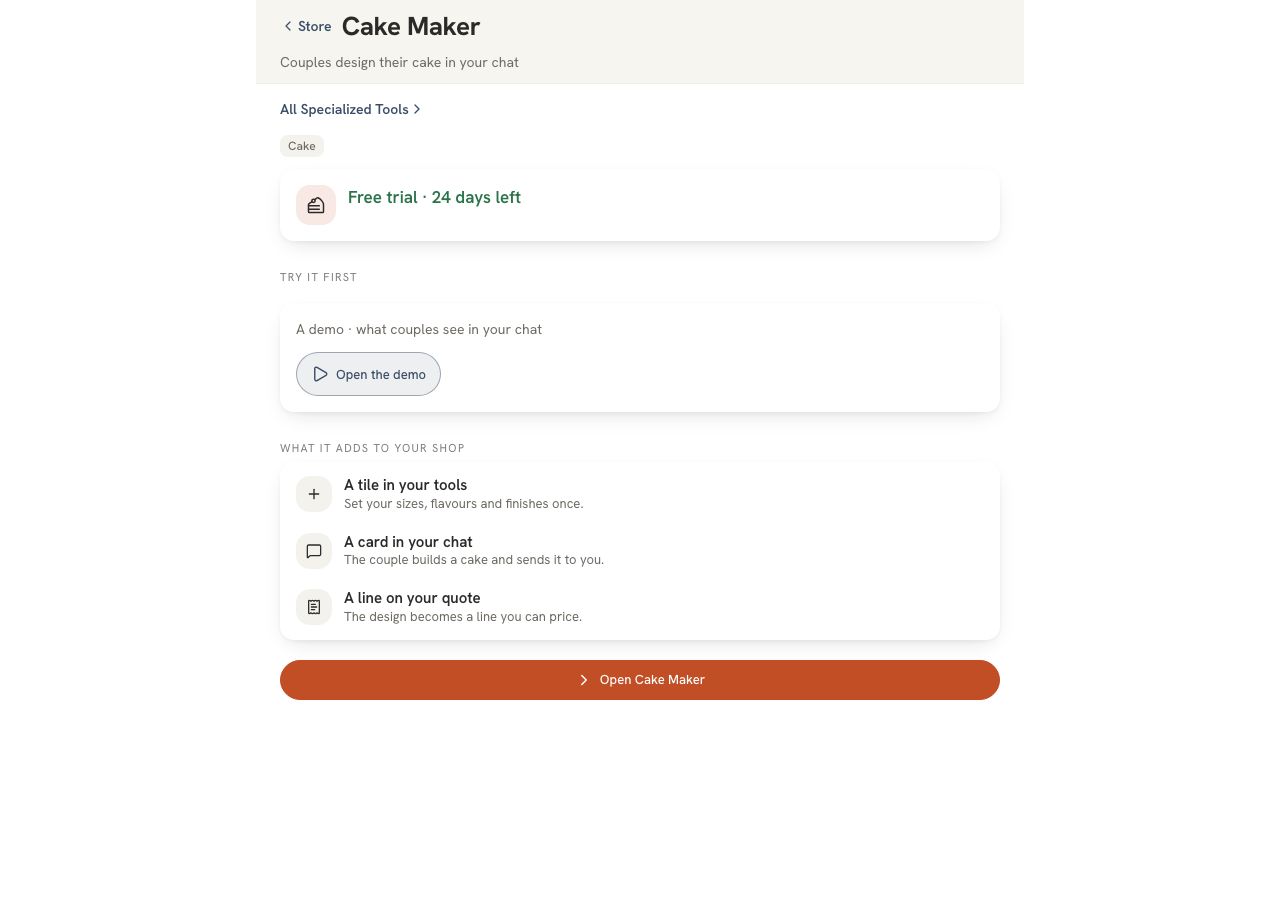 Store
Cake Maker
Couples design their cake in your chat
All Specialized Tools
Cake
Free trial · 24 days left
TRY IT FIRST
A demo · what couples see in your chat
Open the demo
WHAT IT ADDS TO YOUR SHOP
A tile in your tools
Set your sizes, flavours and finishes once.
A card in your chat
The couple builds a cake and sends it to you.
A line on your quote
The design becomes a line you can price.
Open Cake Maker